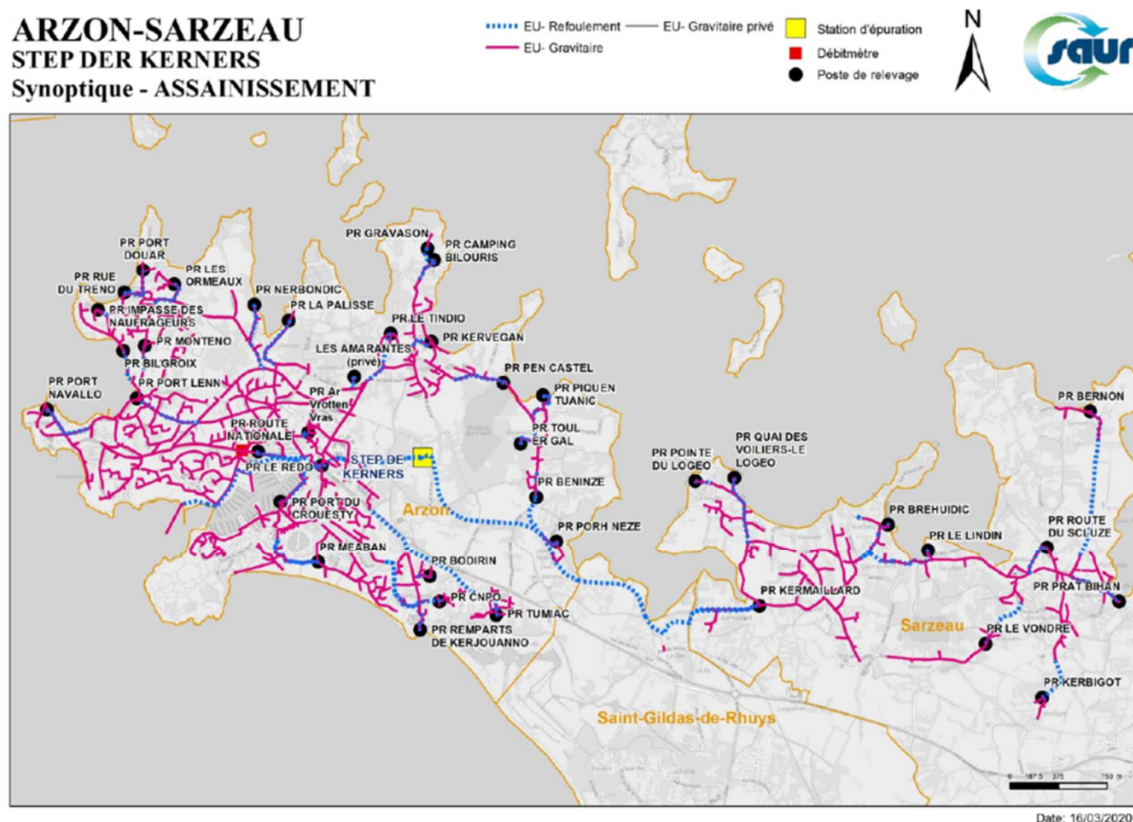 ARZON-SARZEAU
STEP DER KERNERS
Synoptique - ASSAINISSEMENT
EU- Refoulement
EU- Gravitaire privé
EU- Gravitaire
Station d'épuration
Débitmètre
Poste de relevage
N
saur
PR GRAVASON
PR CAMPING
BILOURIS
PR PORT
DOUAR
PR LES
ORMEAUX
PR RUE
DU TRENO
PR NERBONDIC
PR LA PALISSE
PR IMPASSE DES
NAUFRAGEURS
PR LE TINDIO
PR MONTENO
PR KERVEGAN
LES AMARANTES
(privé)
PR BILGROIX
PR PEN CASTEL
PR PORT
NAVALLO
PR PORT LENN
PR PIQUEN
TUANIC
PR BERNON
PR Ar
Vrotten
Vras
PR ROUTE
NATIONALE
PR TOUL
ER GAL
PR QUAI DES
VOILIERS-LE
LOGEO
PR POINTE
DU LOGEO
STEP DE
KERNERS
PR LE REDO
PR BENINZE
PR PORT DU
CROUESTY
Arzon
PR PORH NEZE
PR BREHUIDIC
PR ROUTE
DU SCLUZE
PR LE LINDIN
PR MEABAN
PR BODIRIN
PR PRAT BIHAN
PR KERMAILLARD
PR CNPO
PR TUMIAC
Sarzeau
PR LE VONDRE
PR REMPARTS
DE KERJOUANNO
PR KERBIGOT
Saint-Gildas-de-Rhuys
0 187.5 375 750 m
Date: 16/03/2020